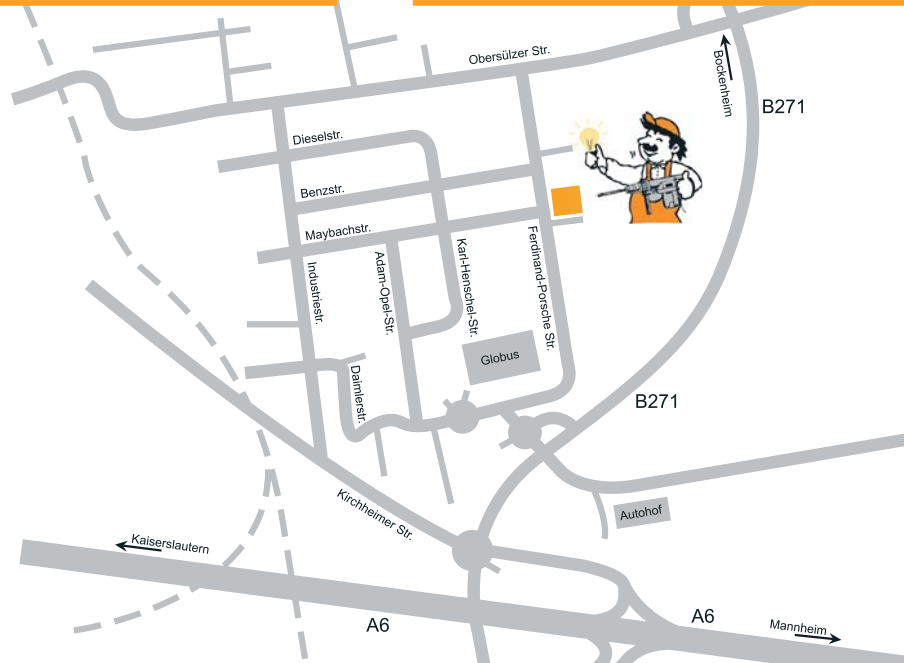 Obersülzer Str.
Bockenheim
B271
Dieselstr.
Benzstr.
Maybachstr.
Industriestr.
Adam-Opel-Str.
Karl-Henschel-Str.
Ferdinand-Porsche Str.
Globus
Daimlerstr.
B271
Kirchheimer Str.
Autohof
Kaiserslautern
A6
A6
Mannheim